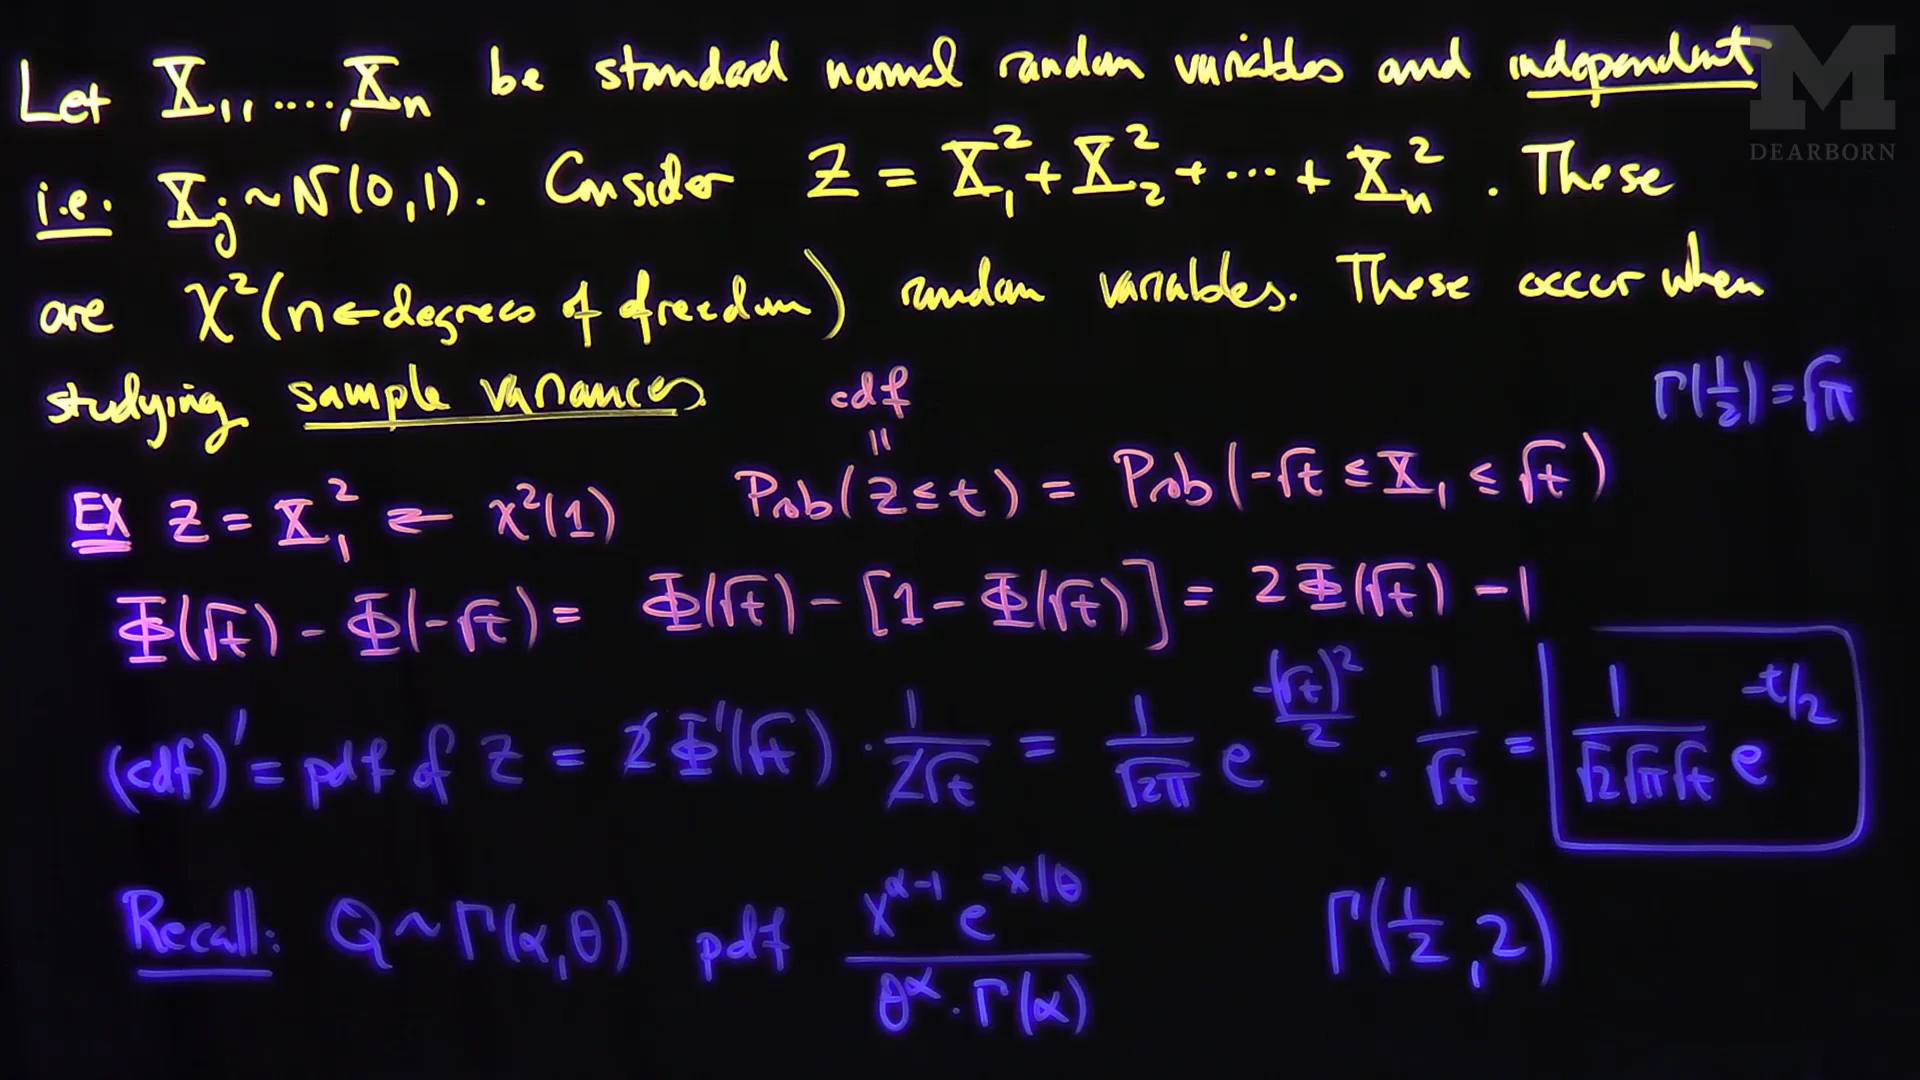 Let X₁, ...., Xₙ be standard normal random variables and independent
i.e. Xⱼ ~ N(0,1). Consider Z = X₁² + X₂² + ... + Xₙ². These
are χ²(n ← degrees of freedom) random variables. These occur when
studying sample variances.
Γ(1/2) = √π
cdf
=
EX Z = X₁² ← χ²(1) Prob(Z ≤ t) = Prob(-√t ≤ X₁ ≤ √t)
Φ(√t) - Φ(-√t) = Φ(√t) - [1 - Φ(√t)] = 2Φ(√t) - 1
(cdf)' = pdf of Z = 2Φ'(√t) · 1/(2√t) = 1/√(2π) e^(-(√t)²/2) · 1/√t = 1/(√2√π√t) e^(-t/2)
Recall: Q ~ Γ(α,θ) pdf x^(α-1) e^(-x/θ) / (θ^α · Γ(α)) Γ(1/2, 2)
M
DEARBORN